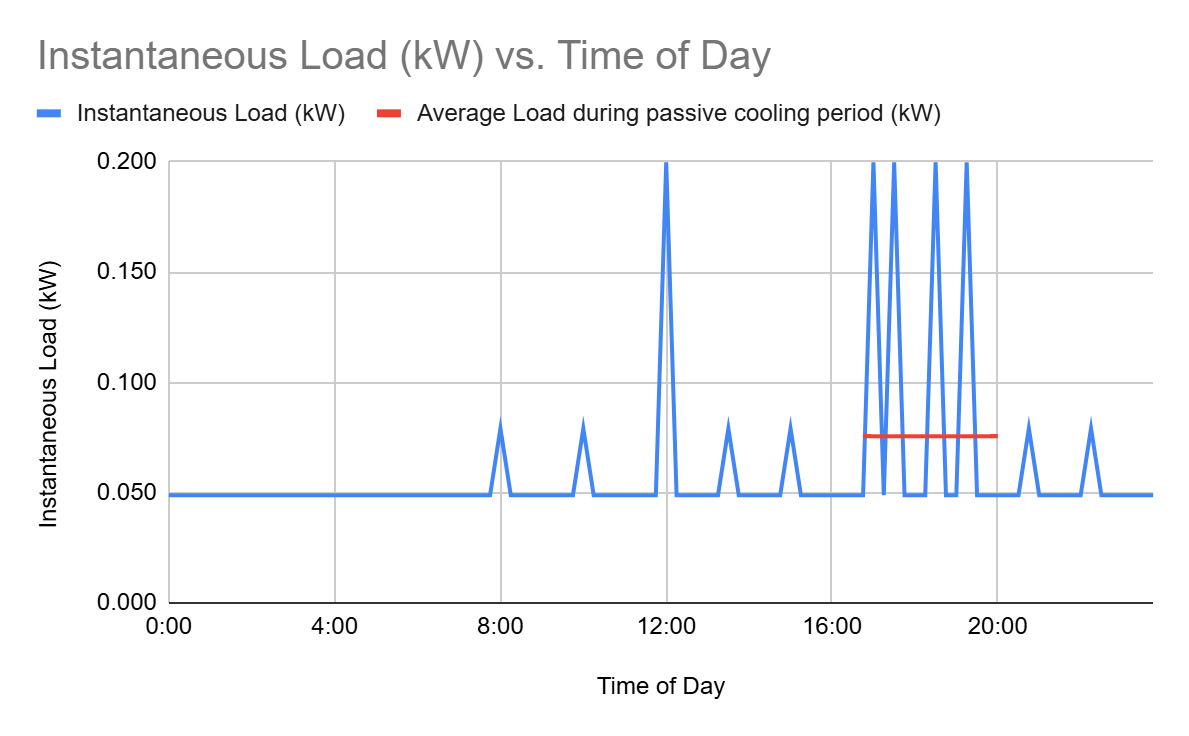 Instantaneous Load (kW) vs. Time of Day
Instantaneous Load (kW)
Average Load during passive cooling period (kW)
0.200
0.150
0.100
0.050
0.000
Instantaneous Load (kW)
0:00
4:00
8:00
12:00
16:00
20:00
Time of Day